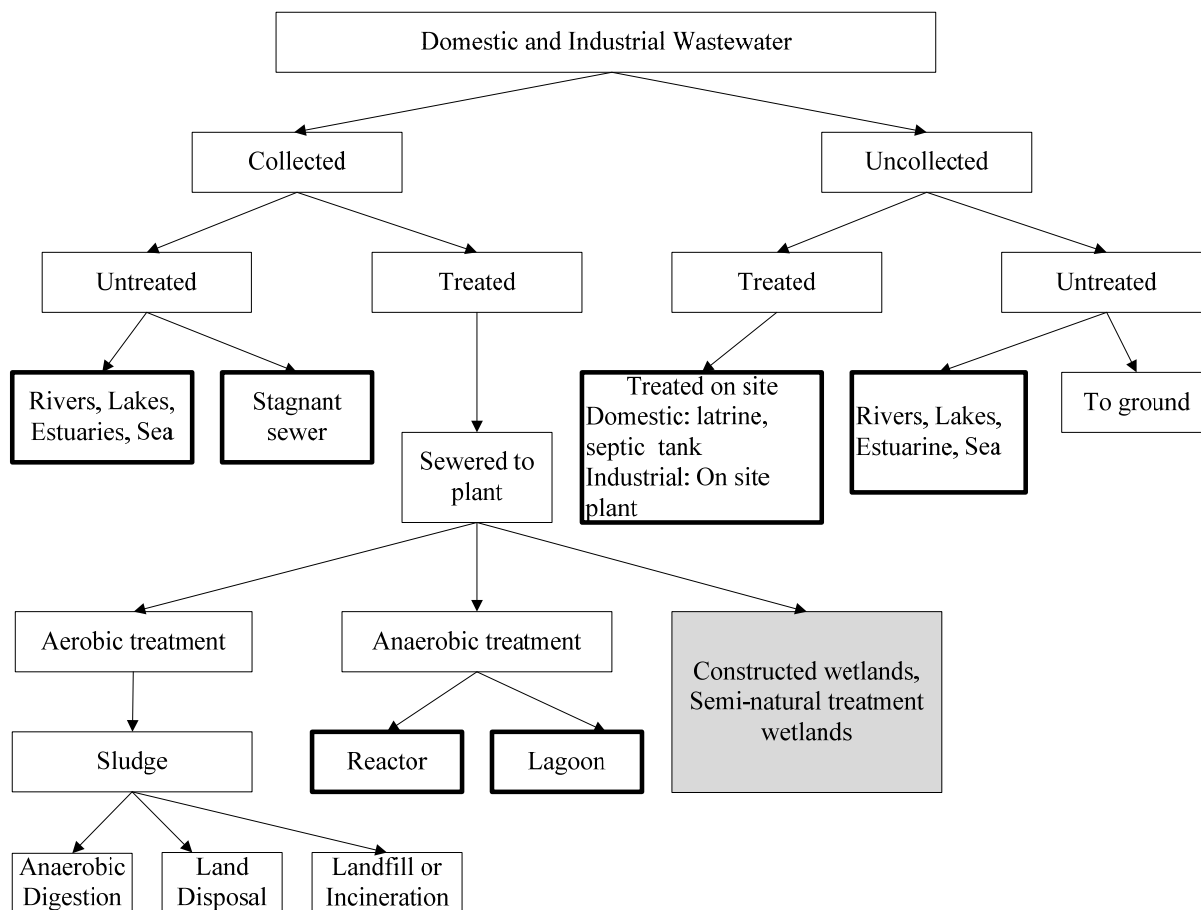 Domestic and Industrial Wastewater
Collected
Uncollected
Untreated
Treated
Treated
Untreated
Rivers, Lakes,
Estuaries, Sea
Stagnant
sewer
Treated on site
Domestic: latrine,
septic tank
Industrial: On site
plant
Rivers, Lakes,
Estuarine, Sea
To ground
Sewered to
plant
Aerobic treatment
Anaerobic treatment
Constructed wetlands,
Semi-natural treatment
wetlands
Sludge
Reactor
Lagoon
Anaerobic
Digestion
Land
Disposal
Landfill or
Incineration